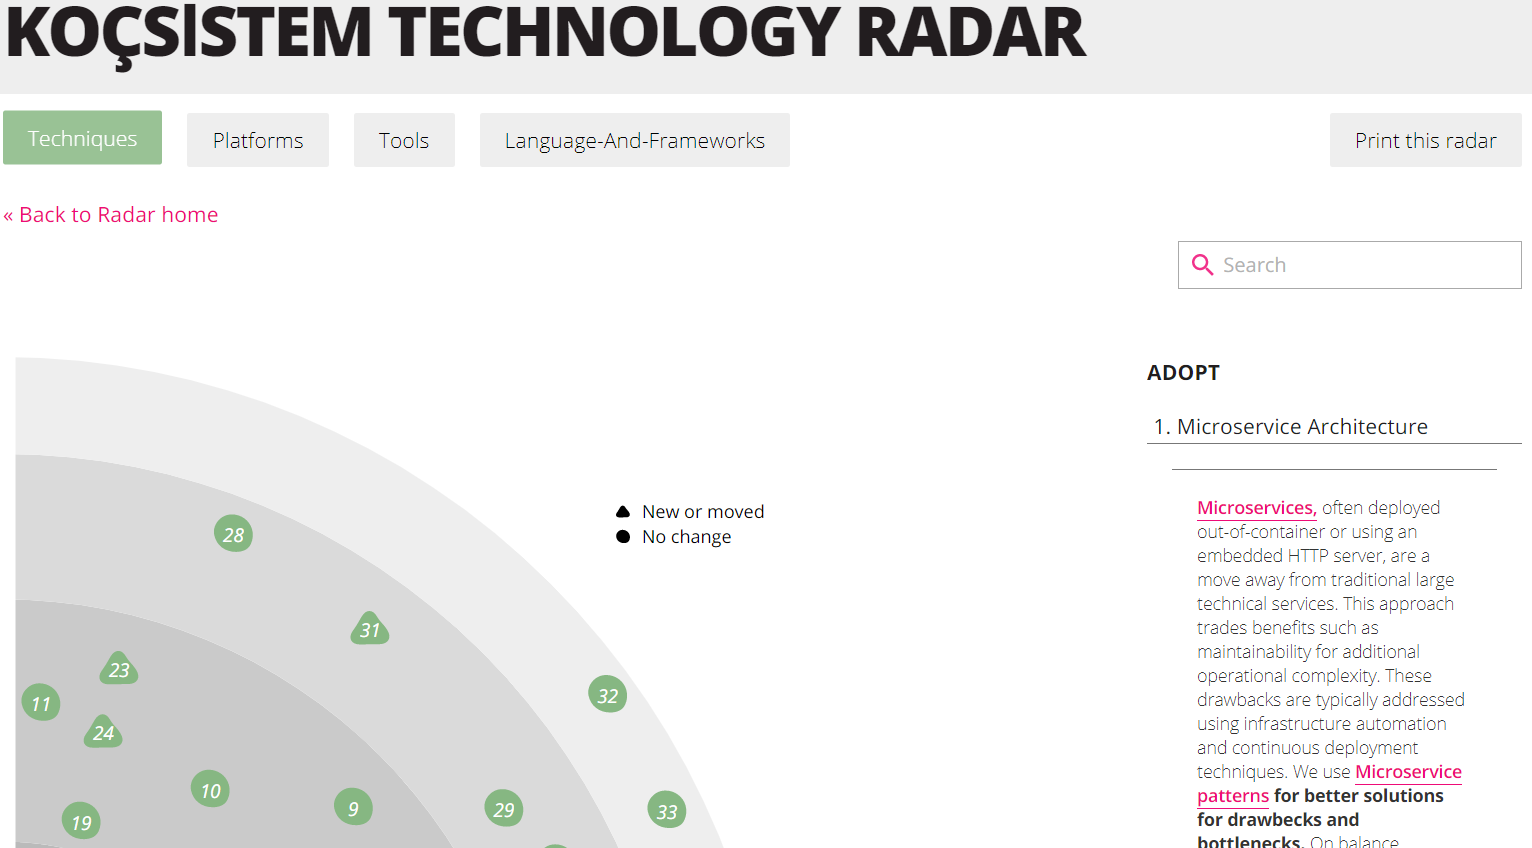 KOÇSİSTEM TECHNOLOGY RADAR
Techniques
Platforms
Tools
Language-And-Frameworks
Print this radar
« Back to Radar home
Search
ADOPT
1. Microservice Architecture
Microservices, often deployed
out-of-container or using an
embedded HTTP server, are a
move away from traditional large
technical services. This approach
trades benefits such as
maintainability for additional
operational complexity. These
drawbacks are typically addressed
using infrastructure automation
and continuous deployment
techniques. We use Microservice
patterns for better solutions
for drawbecks and
bottlenecks. On balance
New or moved
No change
28
31
23
32
11
24
10
9
29
33
19